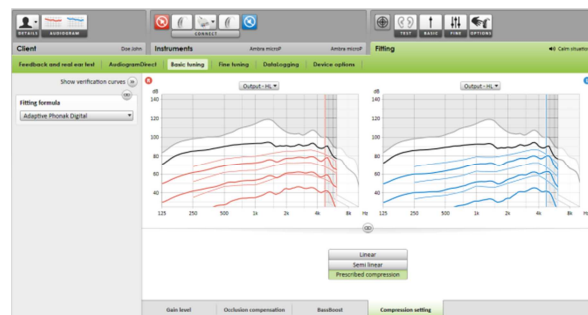 DETAILS AUDIOGRAM CONNECT TEST BASIC FINE OPTIONS
Client Doe John Instruments Ambra microP Ambra microP Fitting Calm situation
Feedback and real ear test AudiogramDirect Basic tuning Fine tuning DataLogging Device options
Show verification curves
Fitting formula
Adaptive Phonak Digital
Output - HL Output - HL
dB dB
140 140
120 120
100 100
80 80
60 60
40 40
125 250 500 1k 2k 4k 8k Hz 125 250 500 1k 2k 4k 8k Hz
Linear
Semi linear
Prescribed compression
Gain level Occlusion compensation BassBoost Compression setting